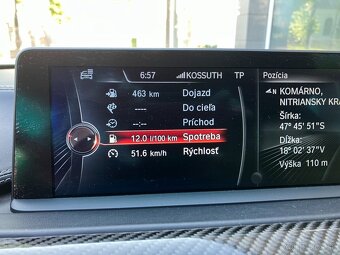 6:57 KOSSUTH TP
463 km Dojazd
---- Do cieľa
--:-- Príchod
12.0 l/100 km Spotreba
51.6 km/h Rýchlosť
Pozícia
N KOMÁRNO,
NITRIANSKY KRA
Šírka:
47° 45' 51"S
Dĺžka:
18° 02' 37"V
Výška 110 m